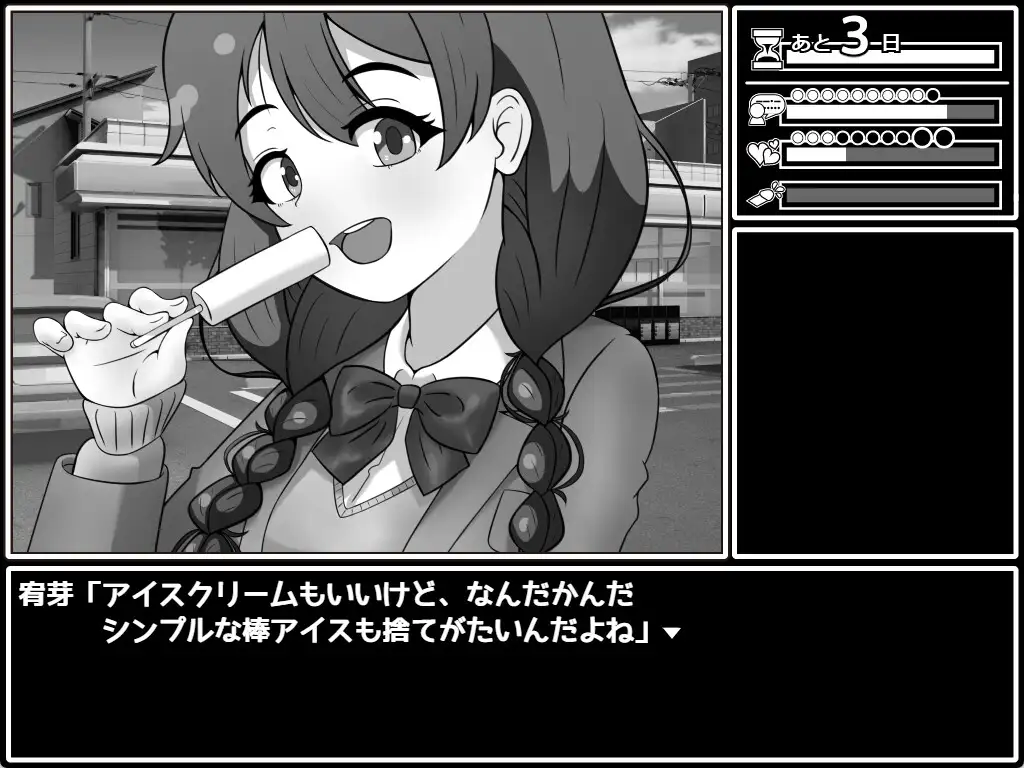 あと3日
宥芽「アイスクリームもいいけど、なんだかんだ
シンプルな棒アイスも捨てがたいんだよね」▼